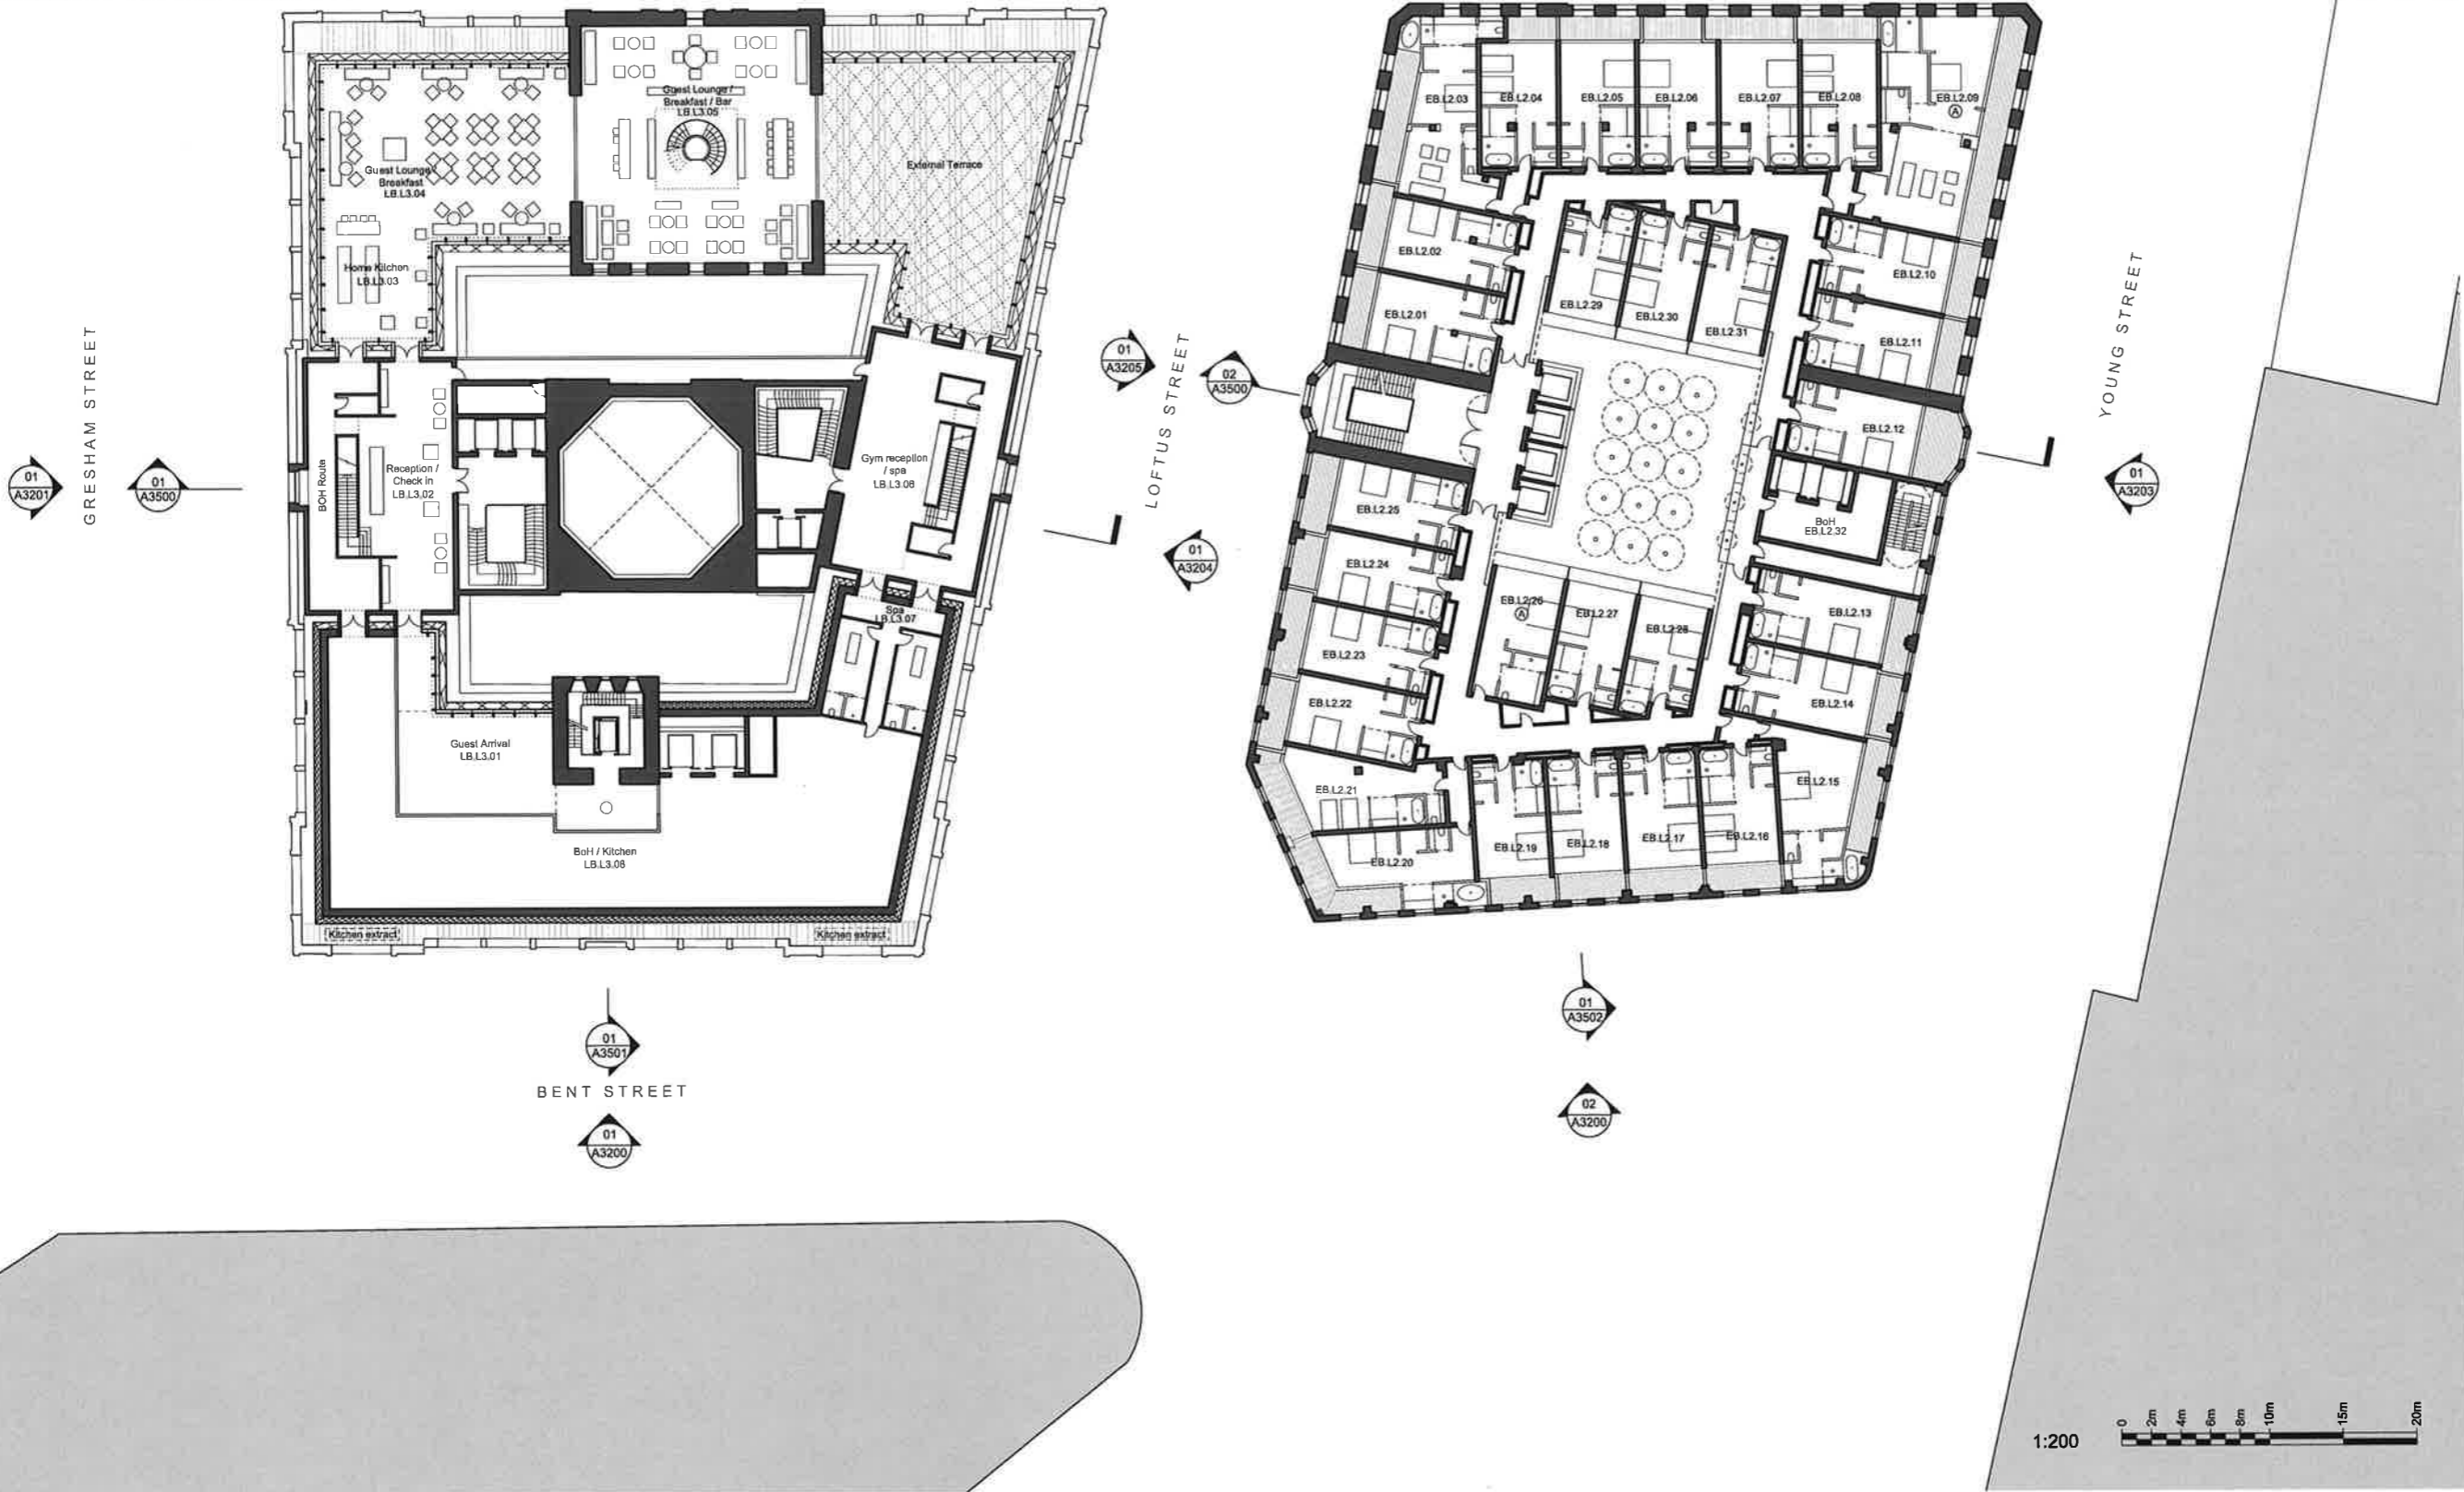 Guest Lounge /
Breakfast / Bar
LB.L3.05
Guest Lounge
Breakfast
LB.L3.04
External Terrace
Home Kitchen
LB.L3.03
BOH Route
Reception /
Check in
LB.L3.02
Gym reception
/ spa
LB.L3.06
Spa
LB.L3.07
Guest Arrival
LB.L3.01
BoH / Kitchen
LB.L3.08
Kitchen extract
Kitchen extract
GRESHAM STREET
01
A3201
01
A3500
01
A3501
BENT STREET
01
A3200
LOFTUS STREET
01
A3205
02
A3500
01
A3204
EB.L2.03
EB.L2.04
EB.L2.05
EB.L2.06
EB.L2.07
EB.L2.08
EB.L2.09
A
EB.L2.02
EB.L2.01
EB.L2.29
EB.L2.30
EB.L2.31
EB.L2.10
EB.L2.11
EB.L2.12
BoH
EB.L2.32
EB.L2.25
EB.L2.24
EB.L2.23
EB.L2.22
EB.L2.26
A
EB.L2.27
EB.L2.28
EB.L2.13
EB.L2.14
EB.L2.15
EB.L2.21
EB.L2.20
EB.L2.19
EB.L2.18
EB.L2.17
EB.L2.16
YOUNG STREET
01
A3203
01
A3502
02
A3200
1:200
0
2m
4m
6m
8m
10m
15m
20m